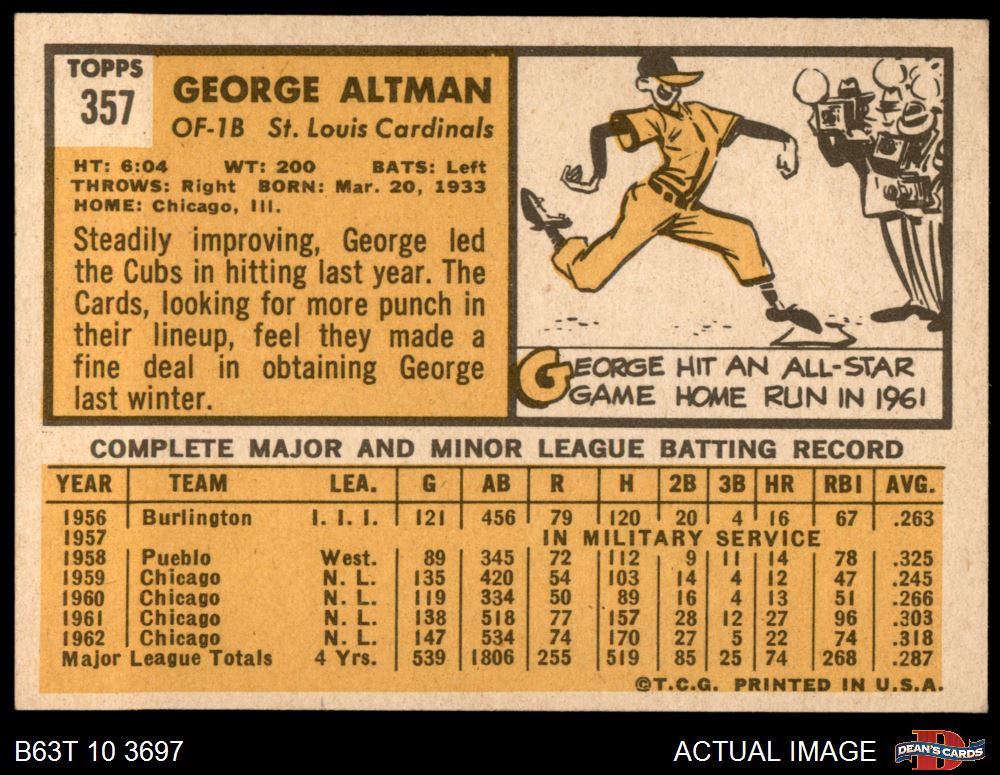 TOPPS
357
GEORGE ALTMAN
OF-1B St. Louis Cardinals
HT: 6:04 WT: 200 BATS: Left
THROWS: Right BORN: Mar. 20, 1933
HOME: Chicago, Ill.
Steadily improving, George led
the Cubs in hitting last year. The
Cards, looking for more punch in
their lineup, feel they made a
fine deal in obtaining George
last winter.
GEORGE HIT AN ALL-STAR
GAME HOME RUN IN 1961
COMPLETE MAJOR AND MINOR LEAGUE BATTING RECORD
YEAR TEAM LEA. G AB R H 2B 3B HR RBI AVG.
1956 Burlington I. I. I. 121 456 79 120 20 4 16 67 .263
1957 IN MILITARY SERVICE
1958 Pueblo West. 89 345 72 112 9 11 14 78 .325
1959 Chicago N. L. 135 420 54 103 14 4 12 47 .245
1960 Chicago N. L. 119 334 50 89 16 4 13 51 .266
1961 Chicago N. L. 138 518 77 157 28 12 27 96 .303
1962 Chicago N. L. 147 534 74 170 27 5 22 74 .318
Major League Totals 4 Yrs. 539 1806 255 519 85 25 74 268 .287
©T.C.G. PRINTED IN U.S.A.
B63T 10 3697 ACTUAL IMAGE
D
DEAN'S CARDS